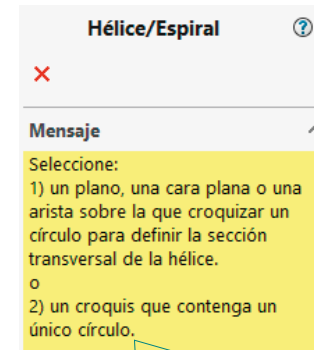 Hélice/Espiral
?
Mensaje
Seleccione:
1) un plano, una cara plana o una
arista sobre la que croquizar un
círculo para definir la sección
transversal de la hélice.
o
2) un croquis que contenga un
único círculo.